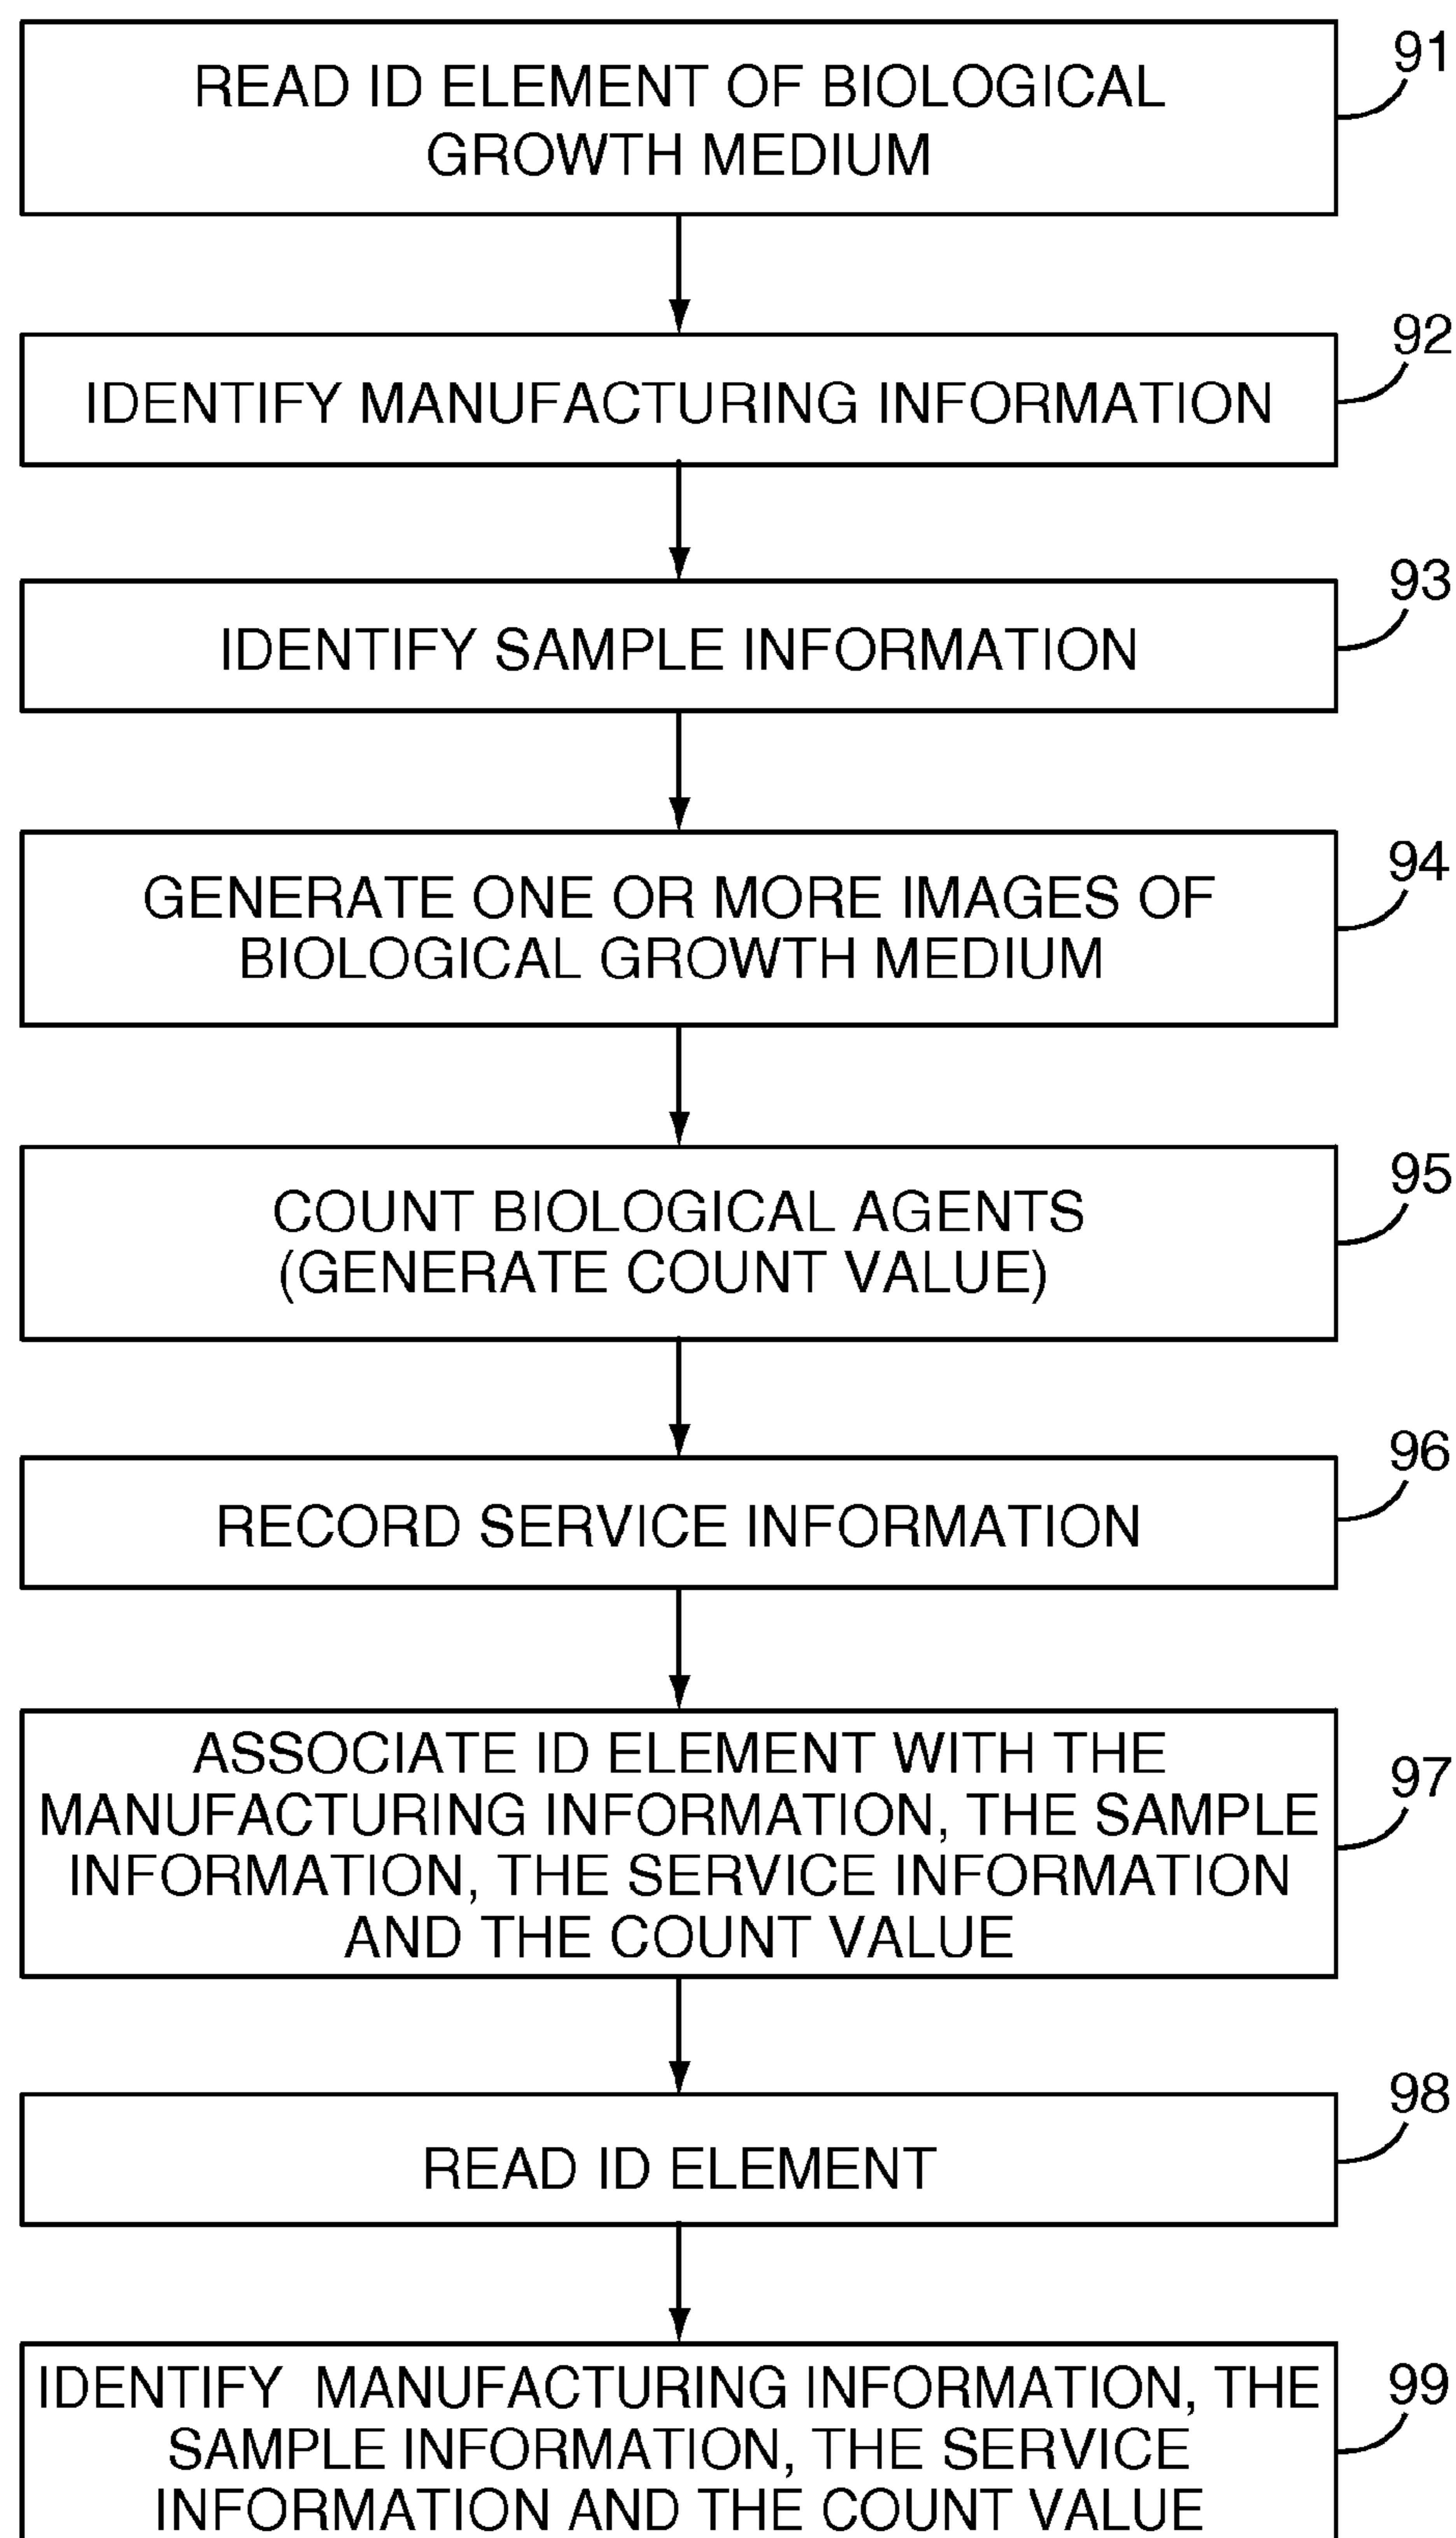 READ ID ELEMENT OF BIOLOGICAL
GROWTH MEDIUM
91
IDENTIFY MANUFACTURING INFORMATION
92
IDENTIFY SAMPLE INFORMATION
93
GENERATE ONE OR MORE IMAGES OF
BIOLOGICAL GROWTH MEDIUM
94
COUNT BIOLOGICAL AGENTS
(GENERATE COUNT VALUE)
95
RECORD SERVICE INFORMATION
96
ASSOCIATE ID ELEMENT WITH THE
MANUFACTURING INFORMATION, THE SAMPLE
INFORMATION, THE SERVICE INFORMATION
AND THE COUNT VALUE
97
READ ID ELEMENT
98
IDENTIFY MANUFACTURING INFORMATION, THE
SAMPLE INFORMATION, THE SERVICE
INFORMATION AND THE COUNT VALUE
99